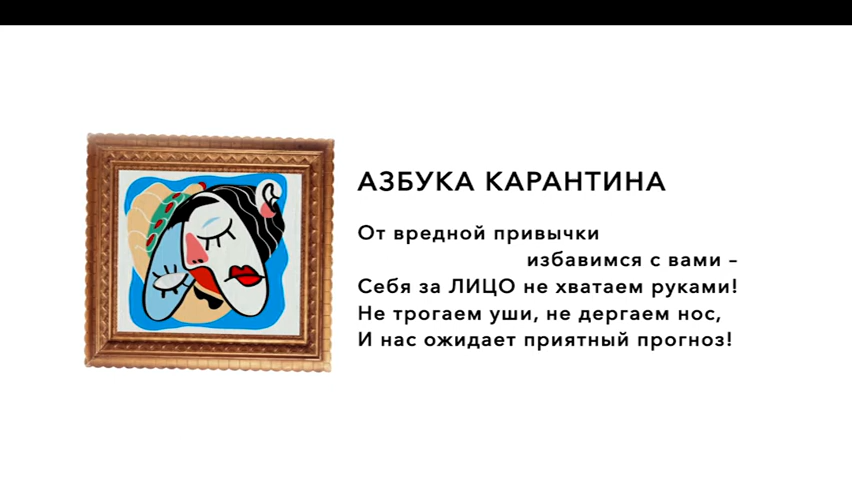 АЗБУКА КАРАНТИНА
От вредной привычки
избавимся с вами –
Себя за ЛИЦО не хватаем руками!
Не трогаем уши, не дергаем нос,
И нас ожидает приятный прогноз!